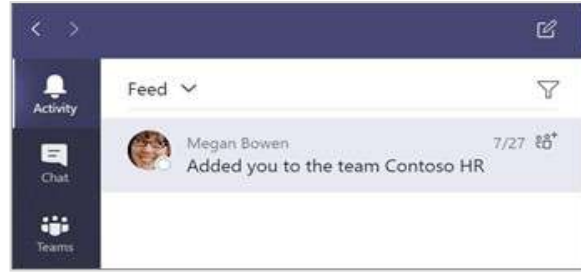 Activity
Chat
Teams
Feed
Megan Bowen 7/27
Added you to the team Contoso HR